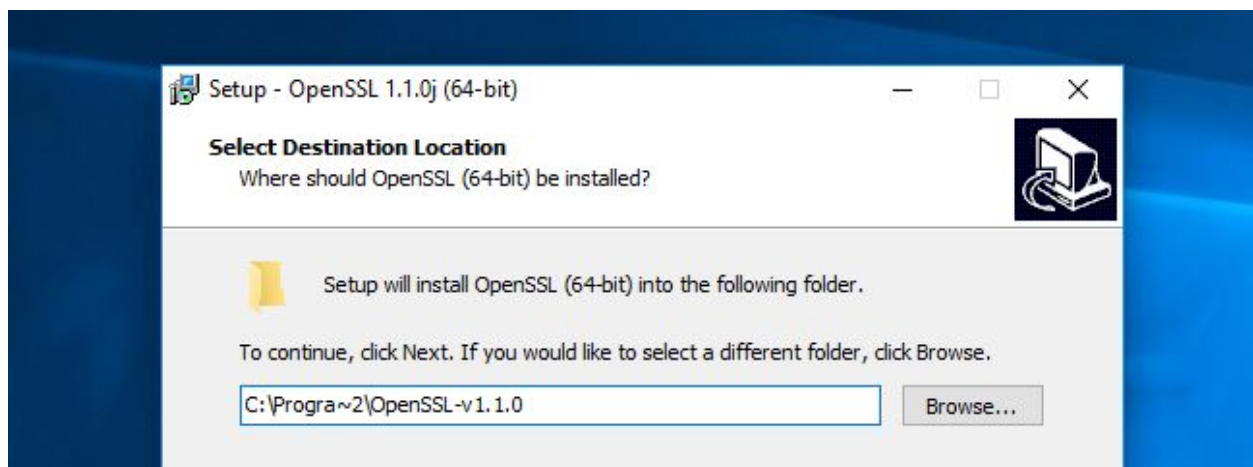 Setup - OpenSSL 1.1.0j (64-bit)
Select Destination Location
Where should OpenSSL (64-bit) be installed?
Setup will install OpenSSL (64-bit) into the following folder.
To continue, click Next. If you would like to select a different folder, click Browse.
C:\Progra~2\OpenSSL-v1.1.0
Browse...